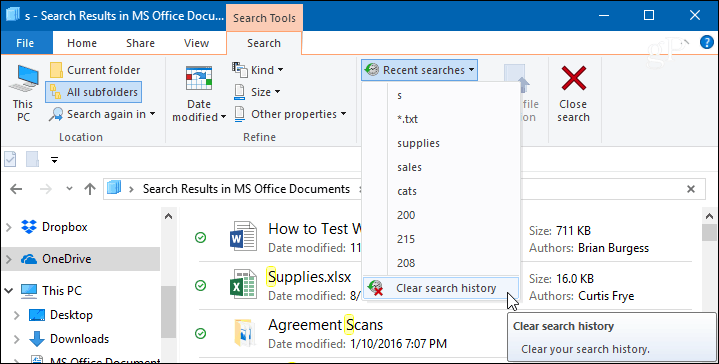 s - Search Results in MS Office Docum...
Search Tools
File
Home
Share
View
Search
gP
This PC
Current folder
All subfolders
Search again in
Location
Date modified
Kind
Size
Other properties
Refine
Recent searches
file
ion
Close search
s
*.txt
supplies
sales
cats
200
215
208
Clear search history
Search Results in MS Office Documents
Dropbox
OneDrive
This PC
Desktop
Downloads
MS Office Document
How to Test W
Date modified: 11
Size: 711 KB
Authors: Brian Burgess
Supplies.xlsx
Date modified: 8/
Size: 16.0 KB
Authors: Curtis Frye
Agreement Scans
Date modified: 1/10/2016 7:07 PM
Clear search history
Clear your search history.